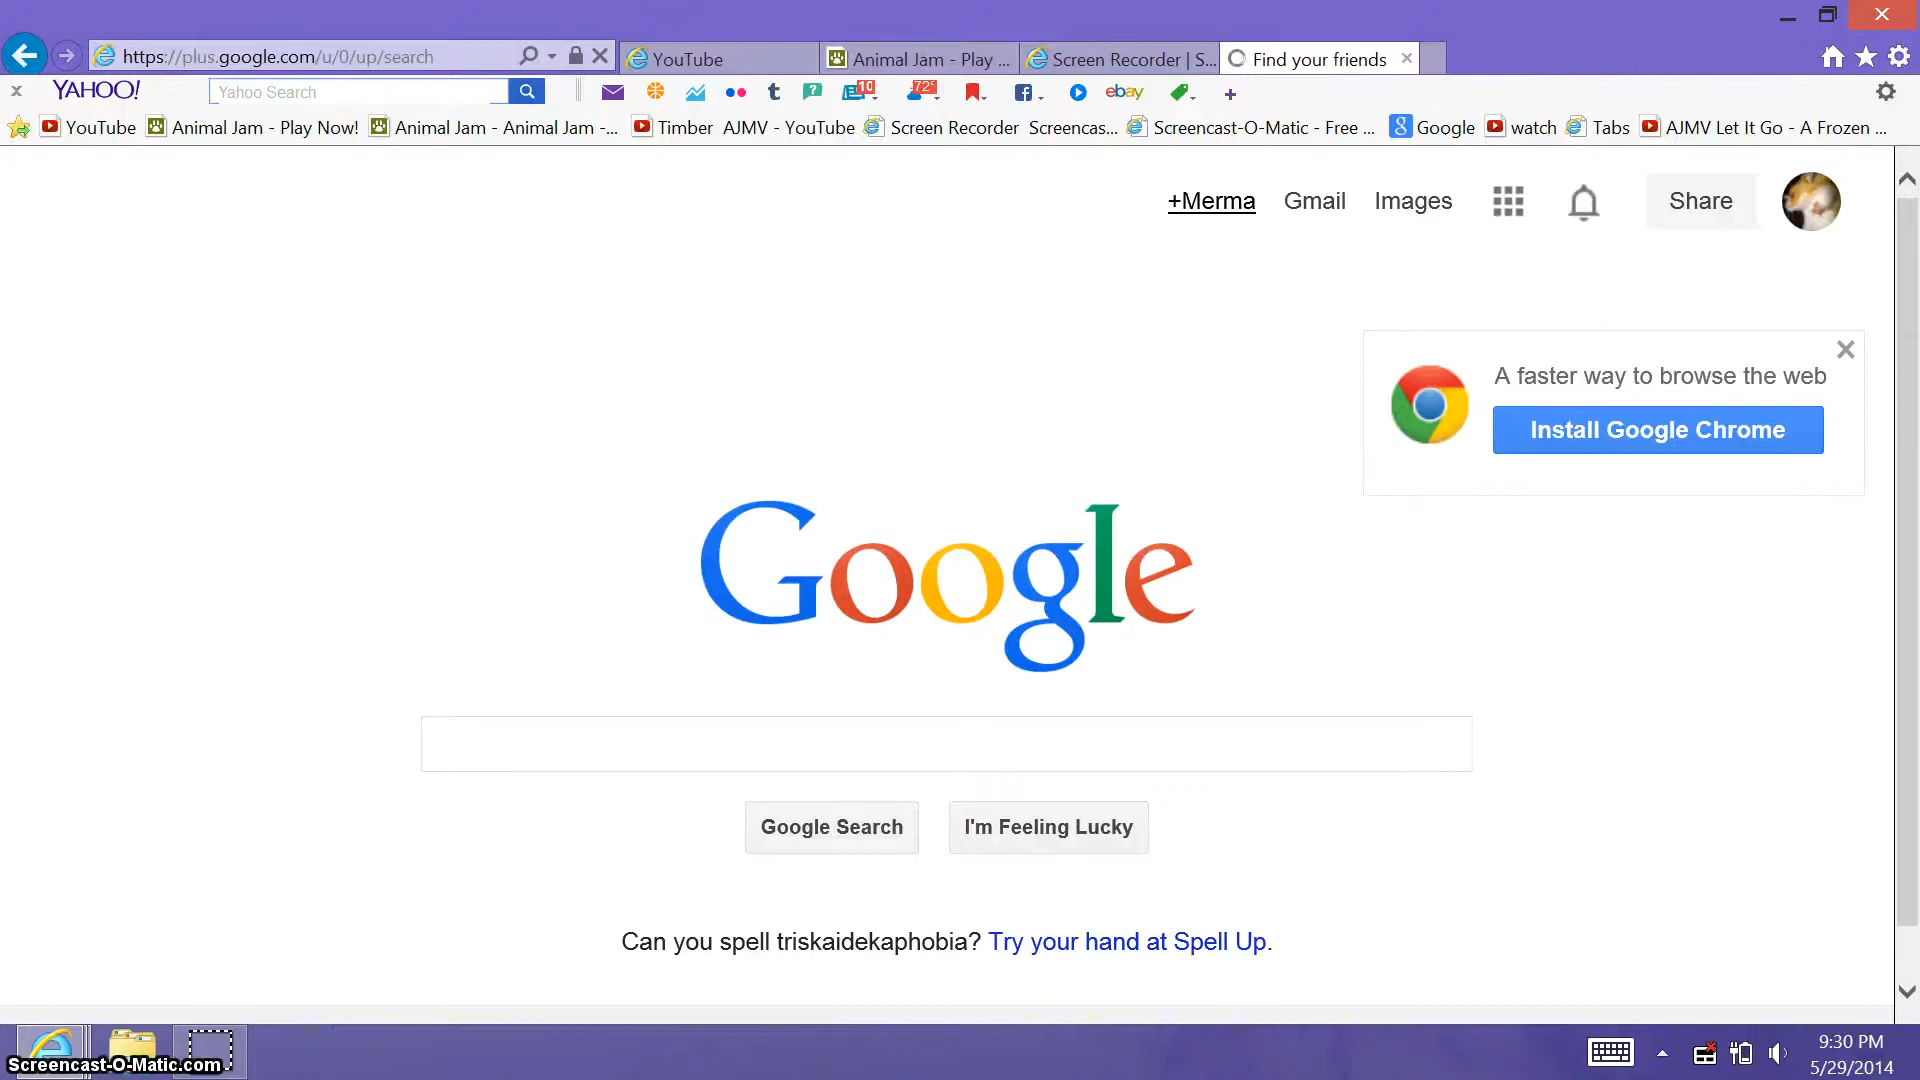 https://plus.google.com/u/0/up/search
YouTube
Animal Jam - Play ...
Screen Recorder | S...
Find your friends
YAHOO!
Yahoo Search
10
72°
ebay
YouTube
Animal Jam - Play Now!
Animal Jam - Animal Jam -...
Timber AJMV - YouTube
Screen Recorder Screencas...
Screencast-O-Matic - Free ...
Google
watch
Tabs
AJMV Let It Go - A Frozen ...
+Merma
Gmail
Images
Share
A faster way to browse the web
Install Google Chrome
Google
Google Search
I'm Feeling Lucky
Can you spell triskaidekaphobia? Try your hand at Spell Up.
Screencast-O-Matic.com
9:30 PM
5/29/2014